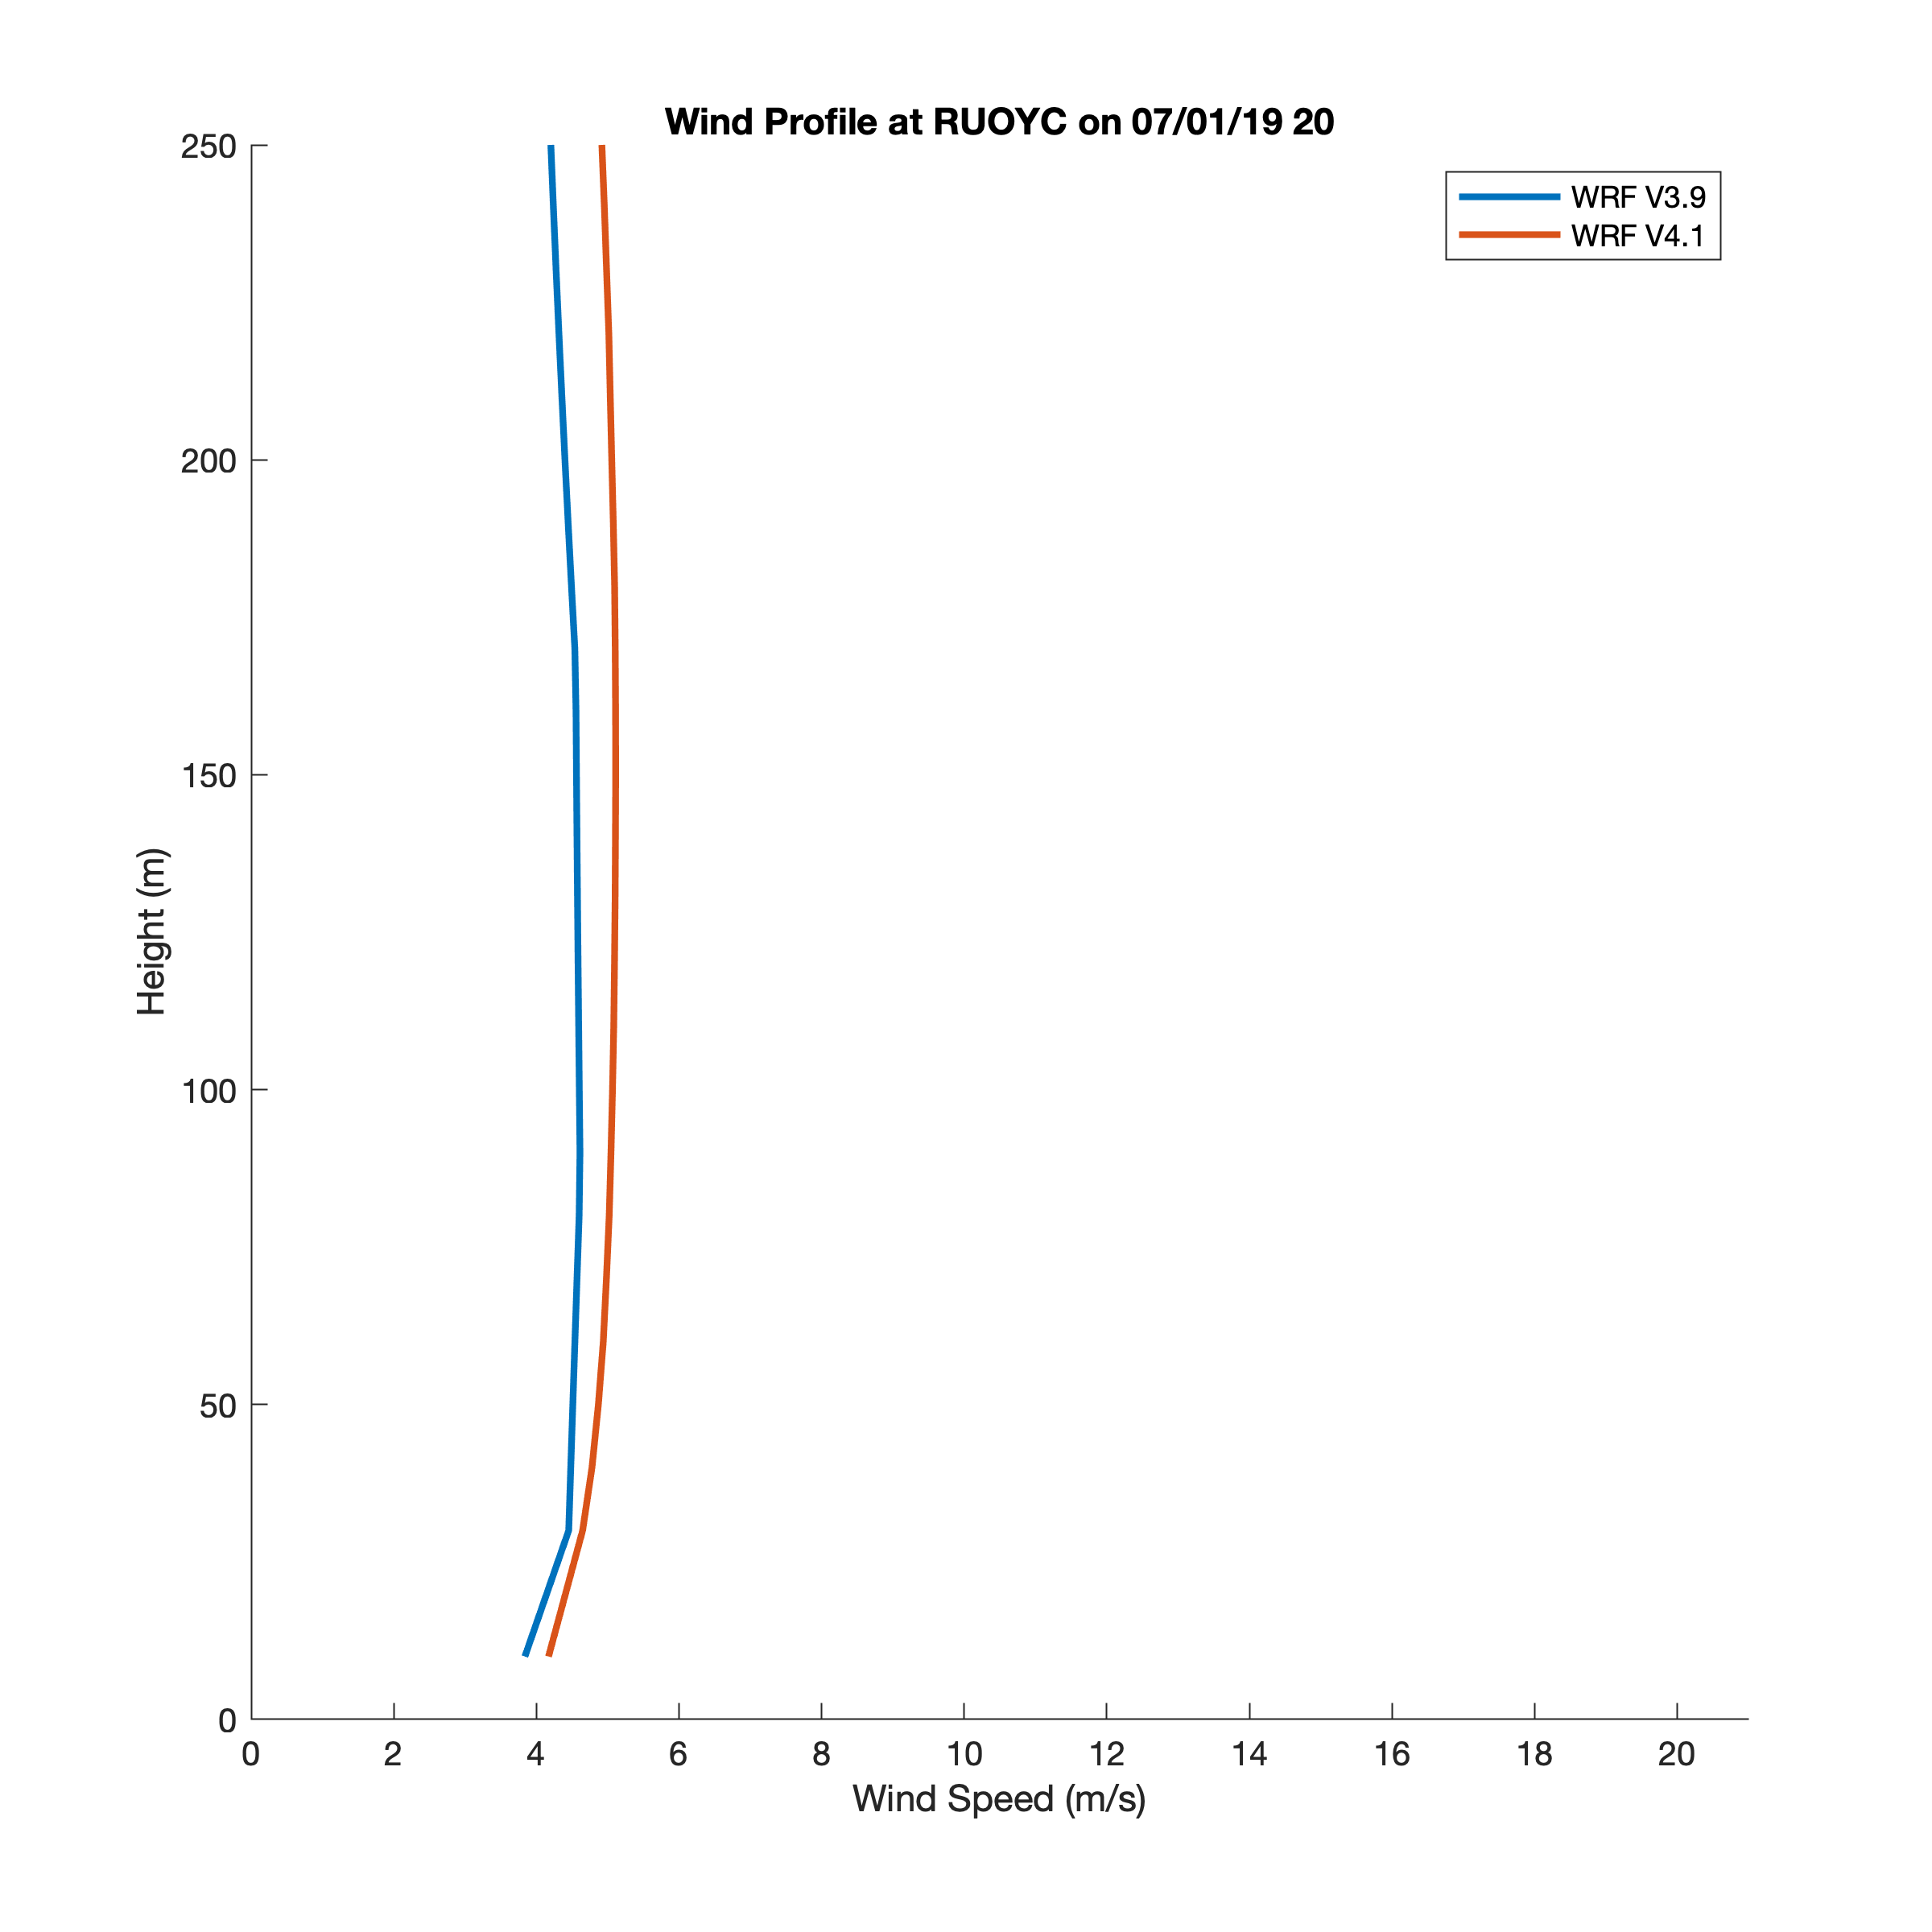 Wind Profile at RUOYC on 07/01/19 20
WRF V3.9
WRF V4.1
250
200
150
100
50
0
Height (m)
0 2 4 6 8 10 12 14 16 18 20
Wind Speed (m/s)